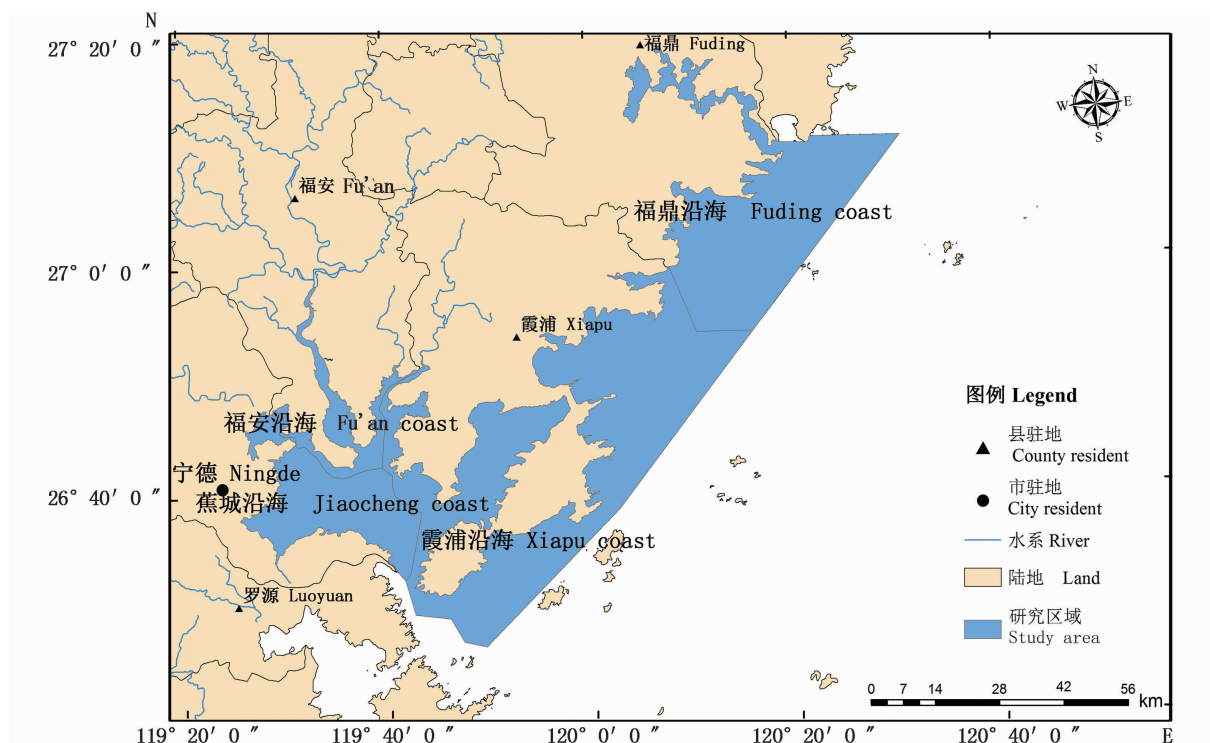 N
27° 20′ 0 ″
27° 0′ 0 ″
26° 40′ 0 ″
119° 20′ 0 ″
119° 40′ 0 ″
120° 0′ 0 ″
120° 20′ 0 ″
120° 40′ 0 ″
E
福鼎 Fuding
福安 Fu'an
福鼎沿海 Fuding coast
霞浦 Xiapu
福安沿海 Fu'an coast
宁德 Ningde
蕉城沿海 Jiaocheng coast
霞浦沿海 Xiapu coast
罗源 Luoyuan
N
W
E
S
图例 Legend
县驻地
County resident
市驻地
City resident
水系 River
陆地 Land
研究区域
Study area
0 7 14 28 42 56
km